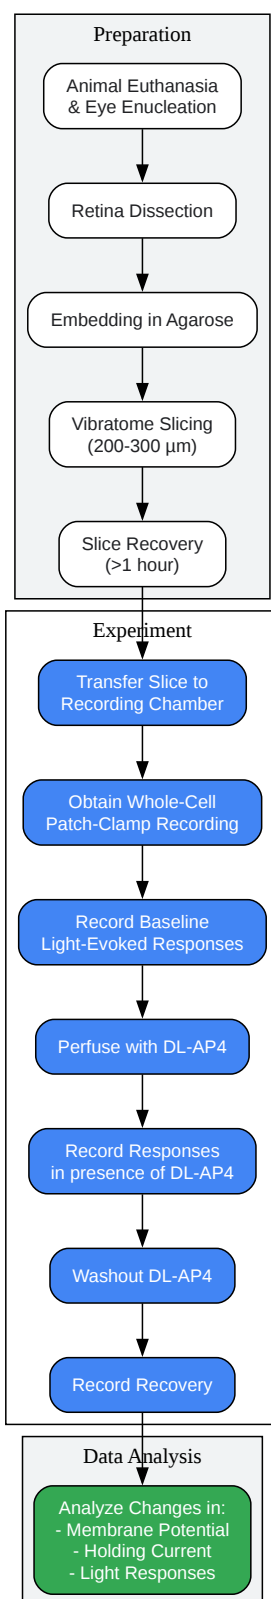 Preparation
Animal Euthanasia
& Eye Enucleation
Retina Dissection
Embedding in Agarose
Vibratome Slicing
(200-300 µm)
Slice Recovery
(>1 hour)
Experiment
Transfer Slice to
Recording Chamber
Obtain Whole-Cell
Patch-Clamp Recording
Record Baseline
Light-Evoked Responses
Perfuse with DL-AP4
Record Responses
in presence of DL-AP4
Washout DL-AP4
Record Recovery
Data Analysis
Analyze Changes in:
- Membrane Potential
- Holding Current
- Light Responses